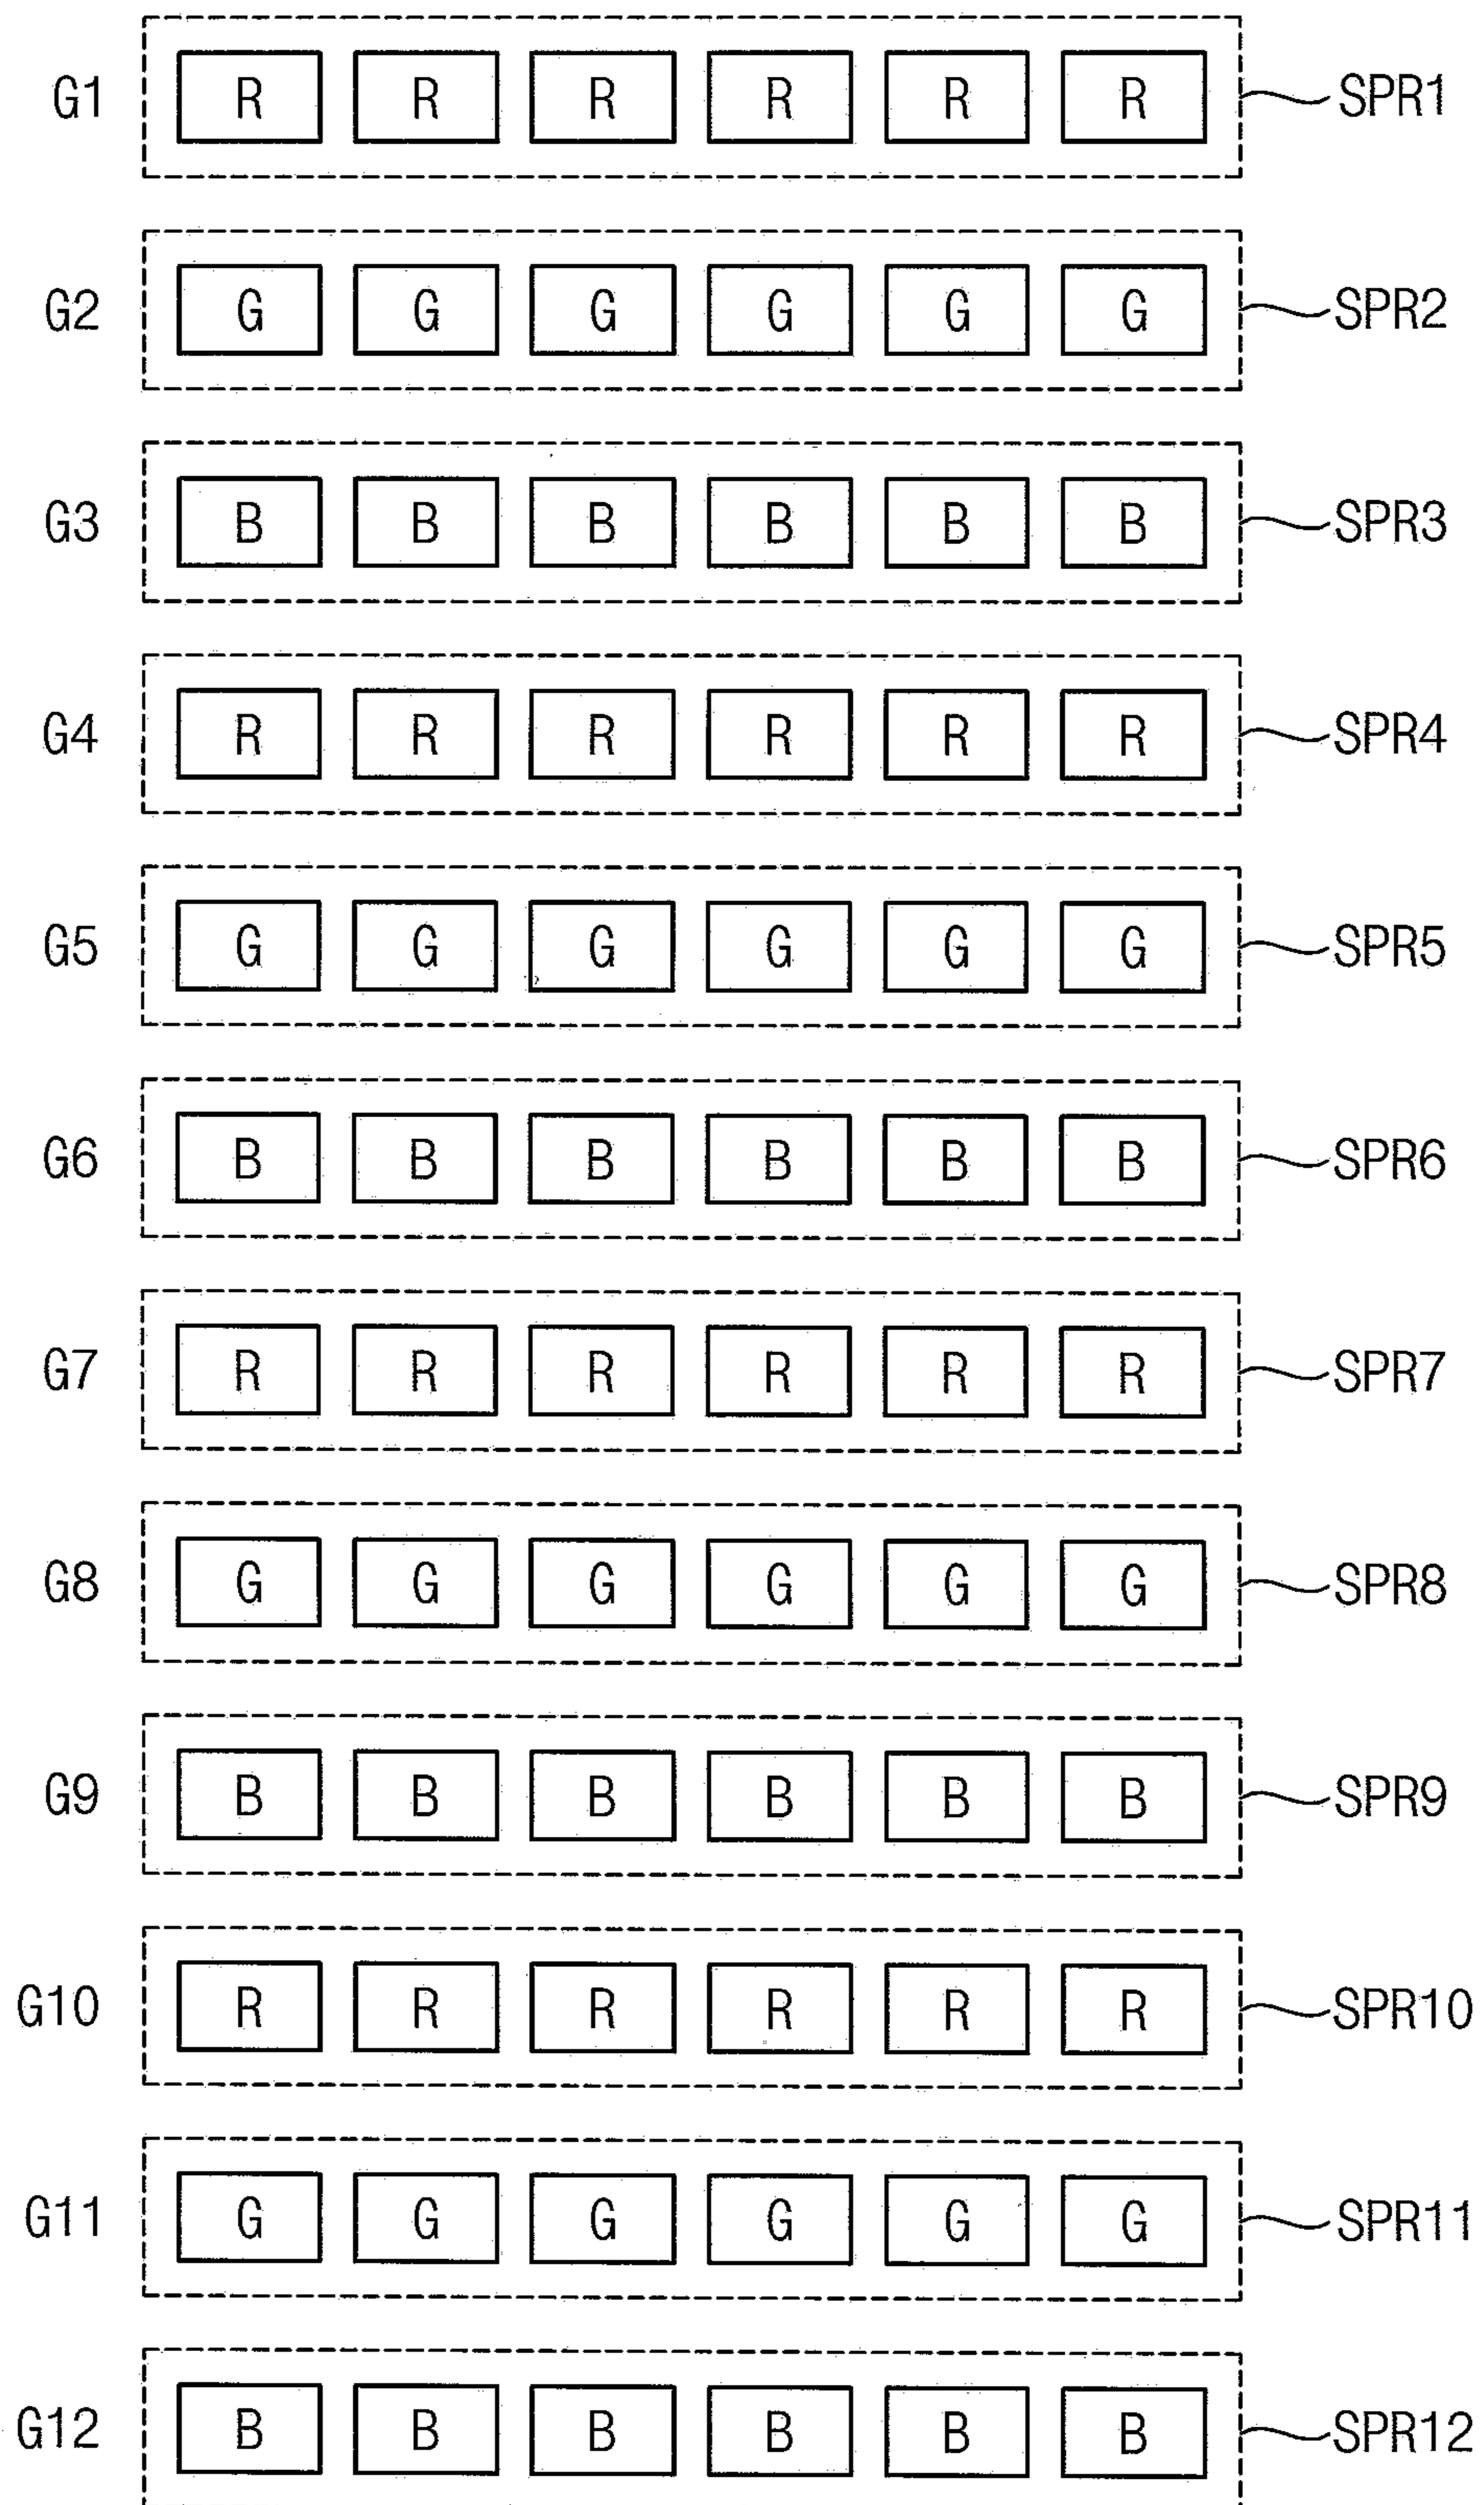 G1 R R R R R R SPR1
G2 G G G G G G SPR2
G3 B B B B B B SPR3
G4 R R R R R R SPR4
G5 G G G G G G SPR5
G6 B B B B B B SPR6
G7 R R R R R R SPR7
G8 G G G G G G SPR8
G9 B B B B B B SPR9
G10 R R R R R R SPR10
G11 G G G G G G SPR11
G12 B B B B B B SPR12